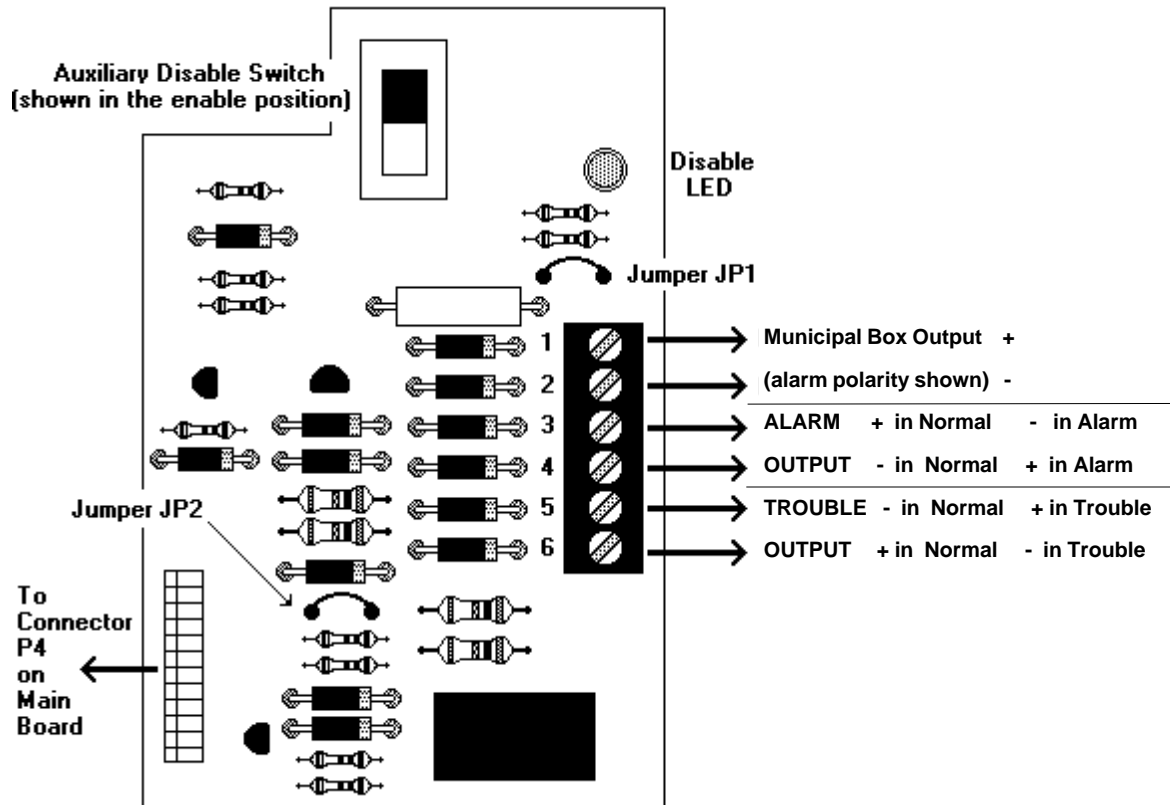 Auxiliary Disable Switch
(shown in the enable position)
Disable
LED
Jumper JP1
1 Municipal Box Output +
2 (alarm polarity shown) -
3 ALARM + in Normal - in Alarm
4 OUTPUT - in Normal + in Alarm
5 TROUBLE - in Normal + in Trouble
6 OUTPUT + in Normal - in Trouble
Jumper JP2
To
Connector
P4
on
Main
Board